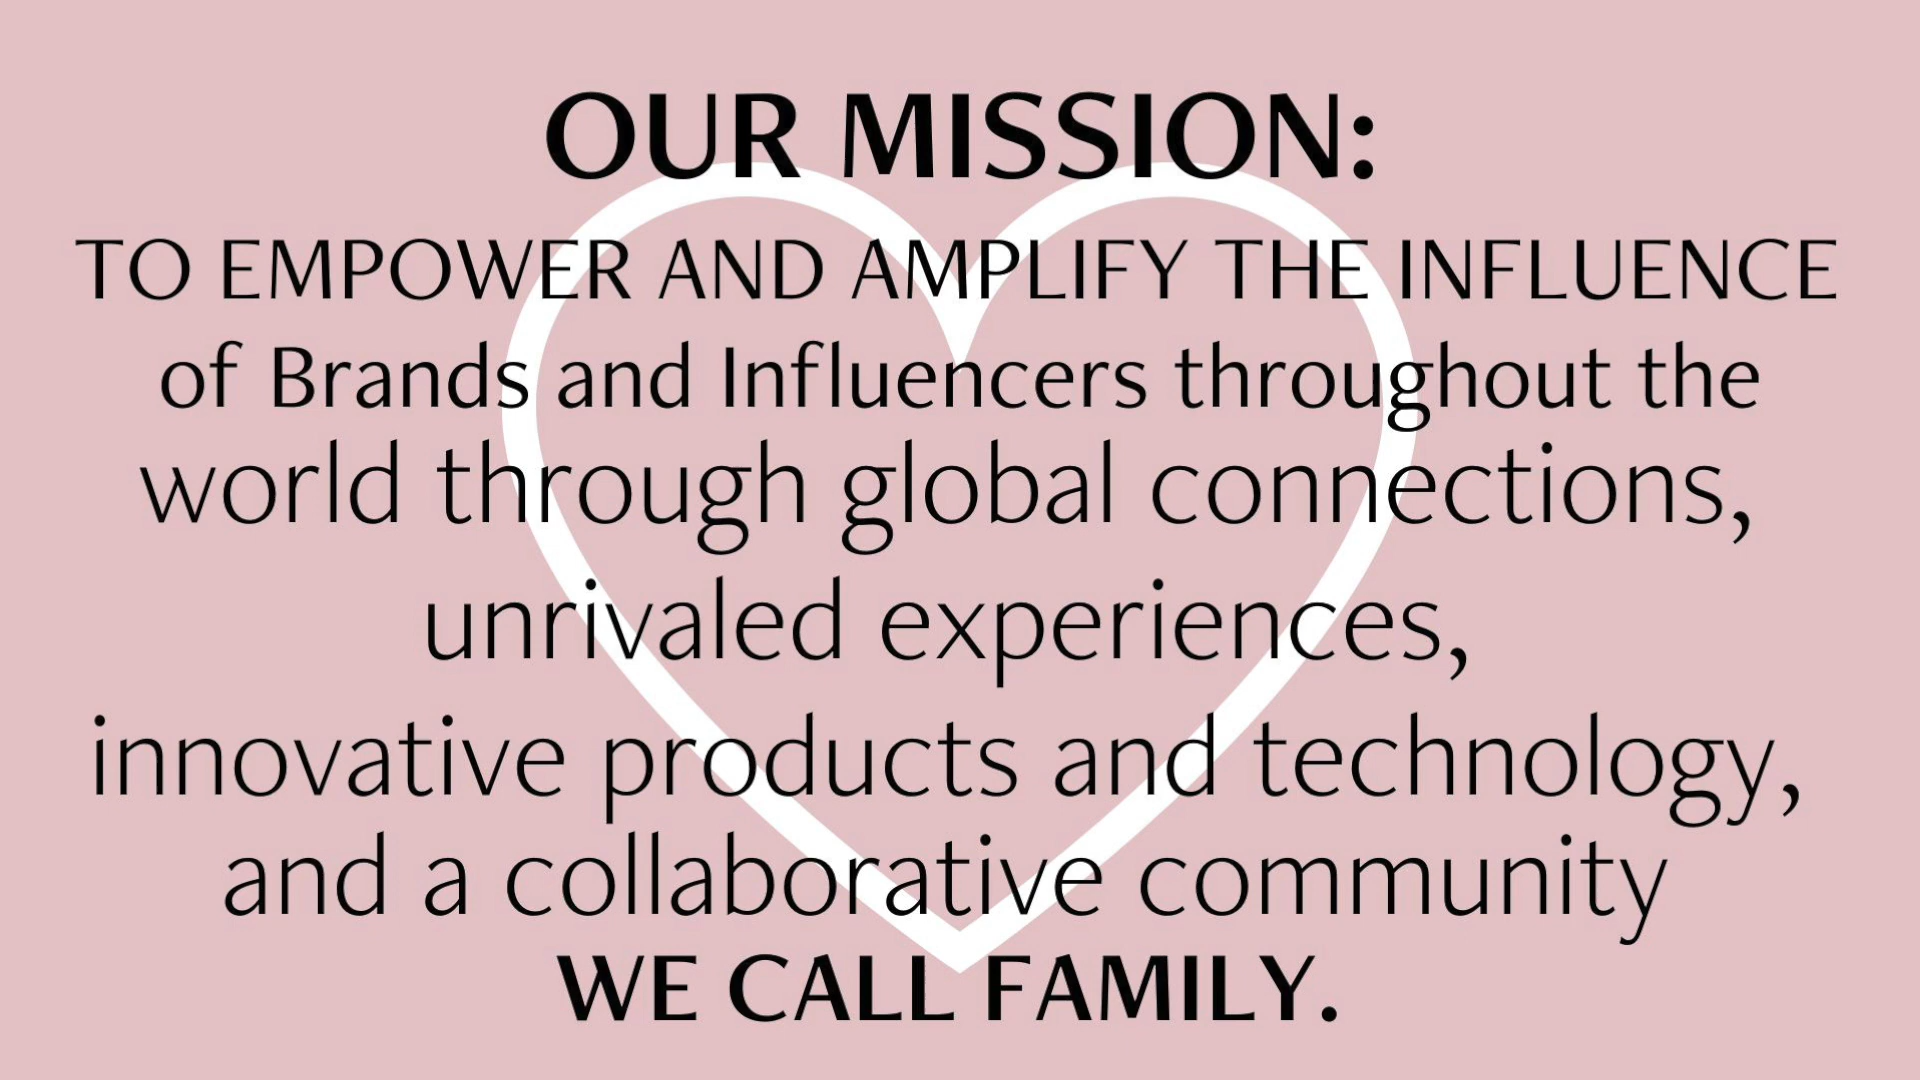 OUR MISSION:
TO EMPOWER AND AMPLIFY THE INFLUENCE
of Brands and Influencers throughout the
world through global connections,
unrivaled experiences,
innovative products and technology,
and a collaborative community
WE CALL FAMILY.